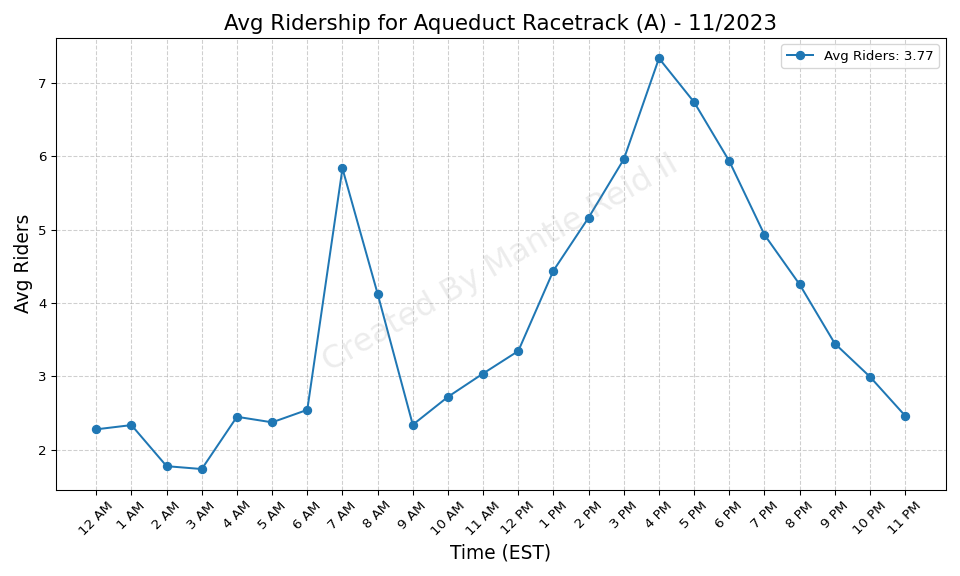 Avg Ridership for Aqueduct Racetrack (A) - 11/2023
Avg Riders: 3.77
Avg Riders
7
6
5
4
3
2
Created By Mantie Reid II
12 AM
1 AM
2 AM
3 AM
4 AM
5 AM
6 AM
7 AM
8 AM
9 AM
10 AM
11 AM
12 PM
1 PM
2 PM
3 PM
4 PM
5 PM
6 PM
7 PM
8 PM
9 PM
10 PM
11 PM
Time (EST)